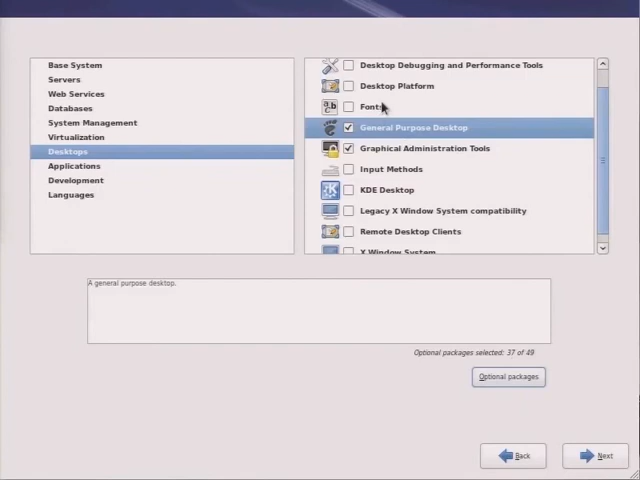 Base System
Servers
Web Services
Databases
System Management
Virtualization
Desktops
Applications
Development
Languages
Desktop Debugging and Performance Tools
Desktop Platform
a.b
c
Fonts
General Purpose Desktop
Graphical Administration Tools
Input Methods
KDE Desktop
Legacy X Window System compatibility
Remote Desktop Clients
X Window System
A general purpose desktop.
Optional packages selected: 37 of 49
Optional packages
Back
Next